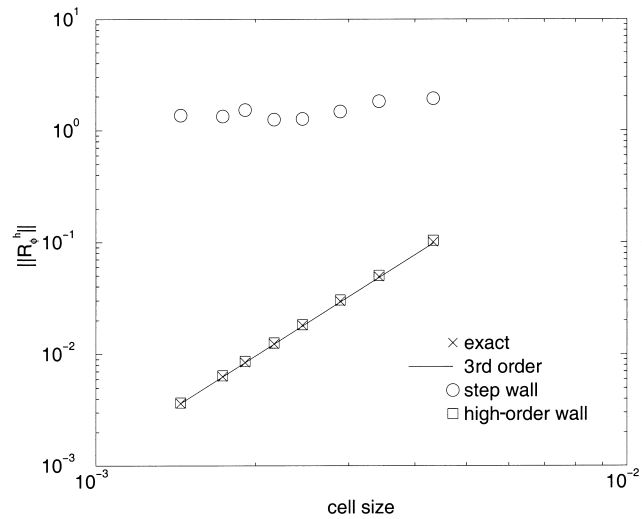 10^1
10^0
10^-1
10^-2
10^-3
||R_ϕ^h||
exact
3rd order
step wall
high-order wall
10^-3
10^-2
cell size